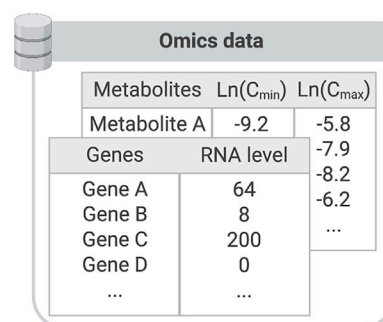 Omics data
Metabolites Ln(Cmin) Ln(Cmax)
Metabolite A -9.2 -5.8
-7.9
-8.2
-6.2
...
Genes RNA level
Gene A 64
Gene B 8
Gene C 200
Gene D 0
... ...